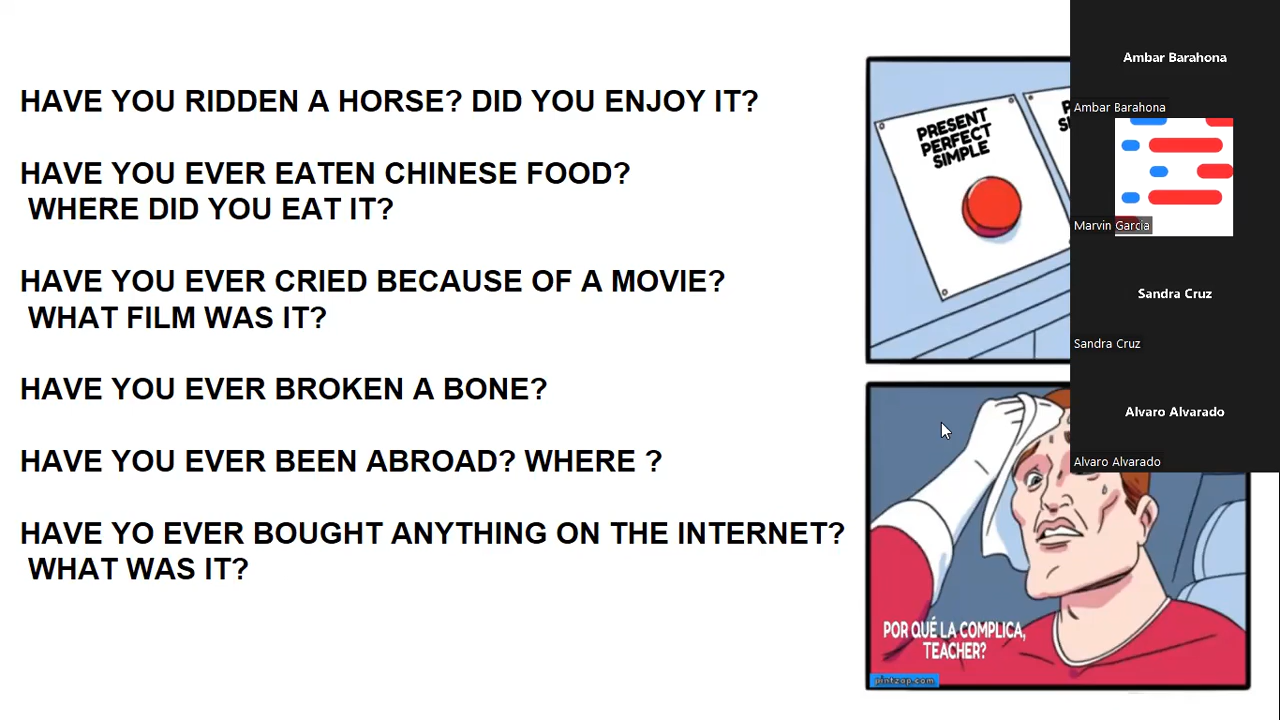 HAVE YOU RIDDEN A HORSE? DID YOU ENJOY IT?
HAVE YOU EVER EATEN CHINESE FOOD?
WHERE DID YOU EAT IT?
HAVE YOU EVER CRIED BECAUSE OF A MOVIE?
WHAT FILM WAS IT?
HAVE YOU EVER BROKEN A BONE?
HAVE YOU EVER BEEN ABROAD? WHERE ?
HAVE YO EVER BOUGHT ANYTHING ON THE INTERNET?
WHAT WAS IT?
PRESENT
PERFECT
SIMPLE
POR QUÉ LA COMPLICA,
TEACHER?
pintzap.com
Ambar Barahona
Ambar Barahona
Marvin Garcia
Sandra Cruz
Sandra Cruz
Alvaro Alvarado
Alvaro Alvarado